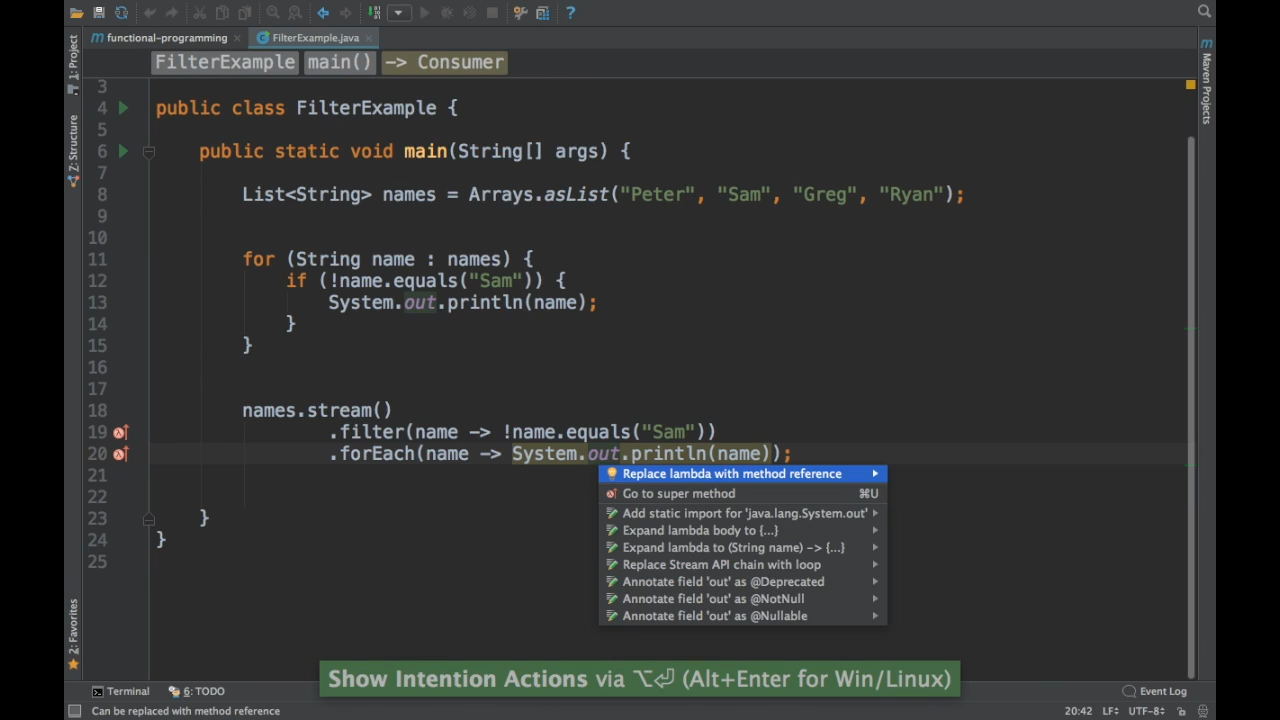 functional-programming
FilterExample.java
FilterExample main() -> Consumer
1: Project
Z: Structure
2: Favorites
Maven Projects
3
4 public class FilterExample {
5
6 public static void main(String[] args) {
7
8 List<String> names = Arrays.asList("Peter", "Sam", "Greg", "Ryan");
9
10
11 for (String name : names) {
12 if (!name.equals("Sam")) {
13 System.out.println(name);
14 }
15 }
16
17
18 names.stream()
19 .filter(name -> !name.equals("Sam"))
20 .forEach(name -> System.out.println(name));
21
22
23 }
24 }
25
Replace lambda with method reference
Go to super method ⌘U
Add static import for 'java.lang.System.out'
Expand lambda body to {...}
Expand lambda to (String name) -> {...}
Replace Stream API chain with loop
Annotate field 'out' as @Deprecated
Annotate field 'out' as @NotNull
Annotate field 'out' as @Nullable
Show Intention Actions via ⌥⏎ (Alt+Enter for Win/Linux)
Terminal 6: TODO Event Log
Can be replaced with method reference 20:42 LF÷ UTF-8÷